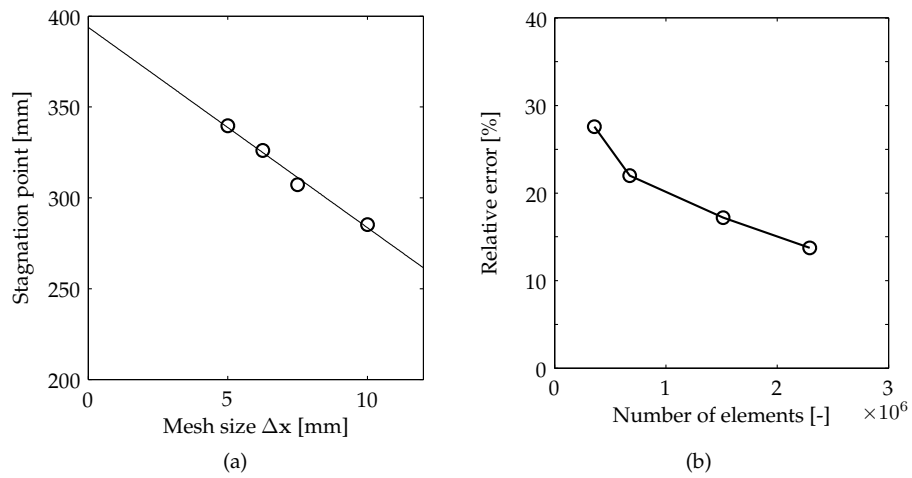 400
350
300
250
200
Stagnation point [mm]
0 5 10
Mesh size Δx [mm]
(a)
40
30
20
10
0
Relative error [%]
0 1 2 3
Number of elements [-] ×10⁶
(b)